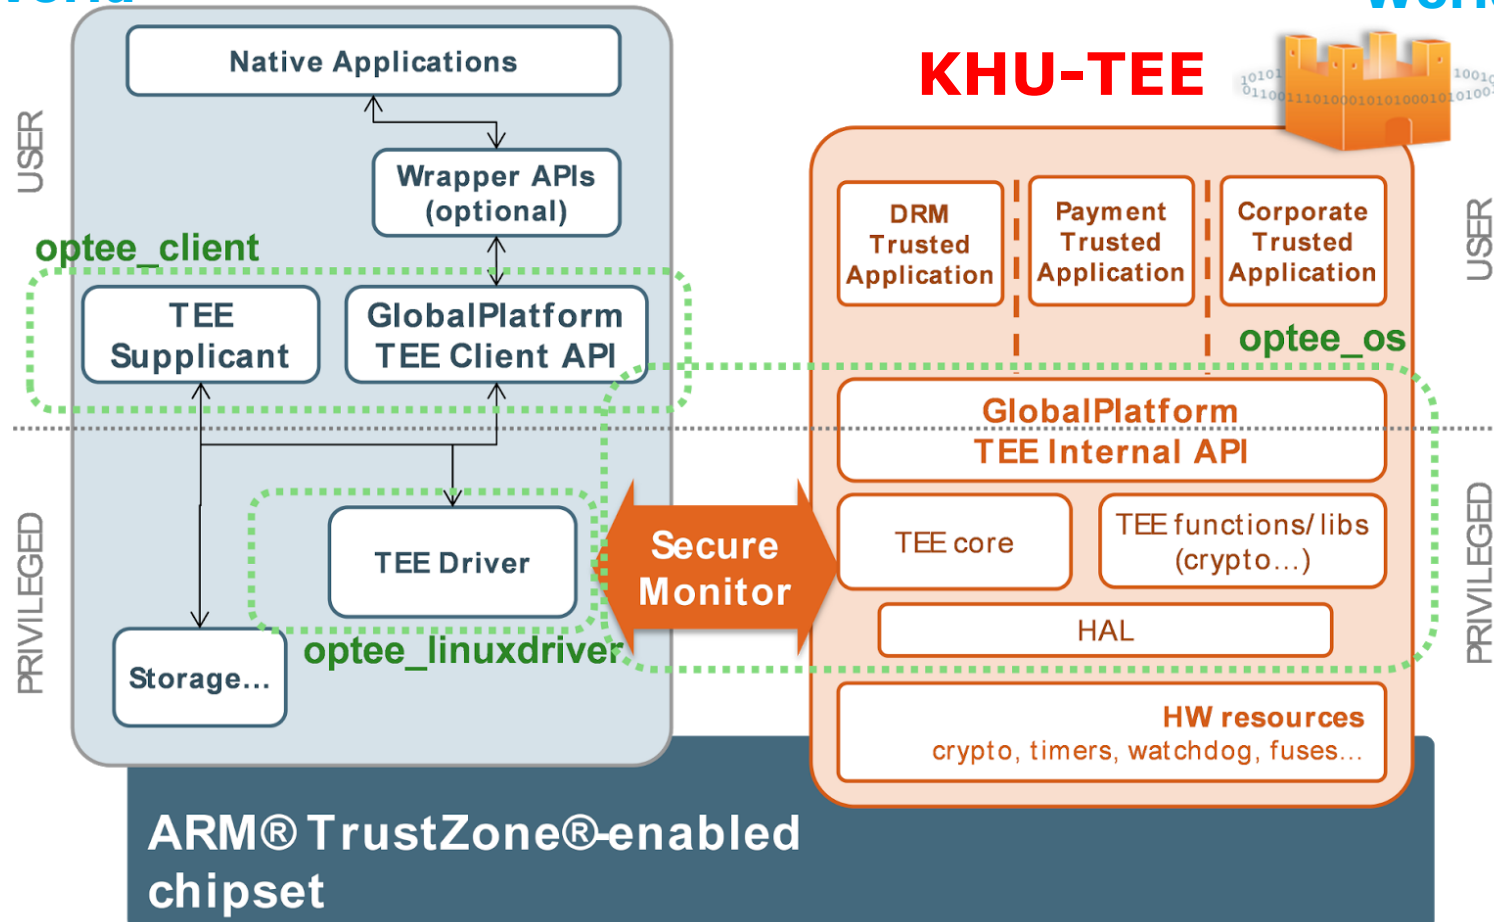 Native Applications
KHU-TEE
USER
Wrapper APIs
(optional)
optee_client
TEE
Supplicant
GlobalPlatform
TEE Client API
DRM
Trusted
Application
Payment
Trusted
Application
Corporate
Trusted
Application
USER
optee_os
GlobalPlatform
TEE Internal API
PRIVILEGED
TEE Driver
optee_linuxdriver
Storage...
Secure
Monitor
TEE core
TEE functions/libs
(crypto...)
HAL
HW resources
crypto, timers, watchdog, fuses...
PRIVILEGED
ARM® TrustZone®-enabled
chipset